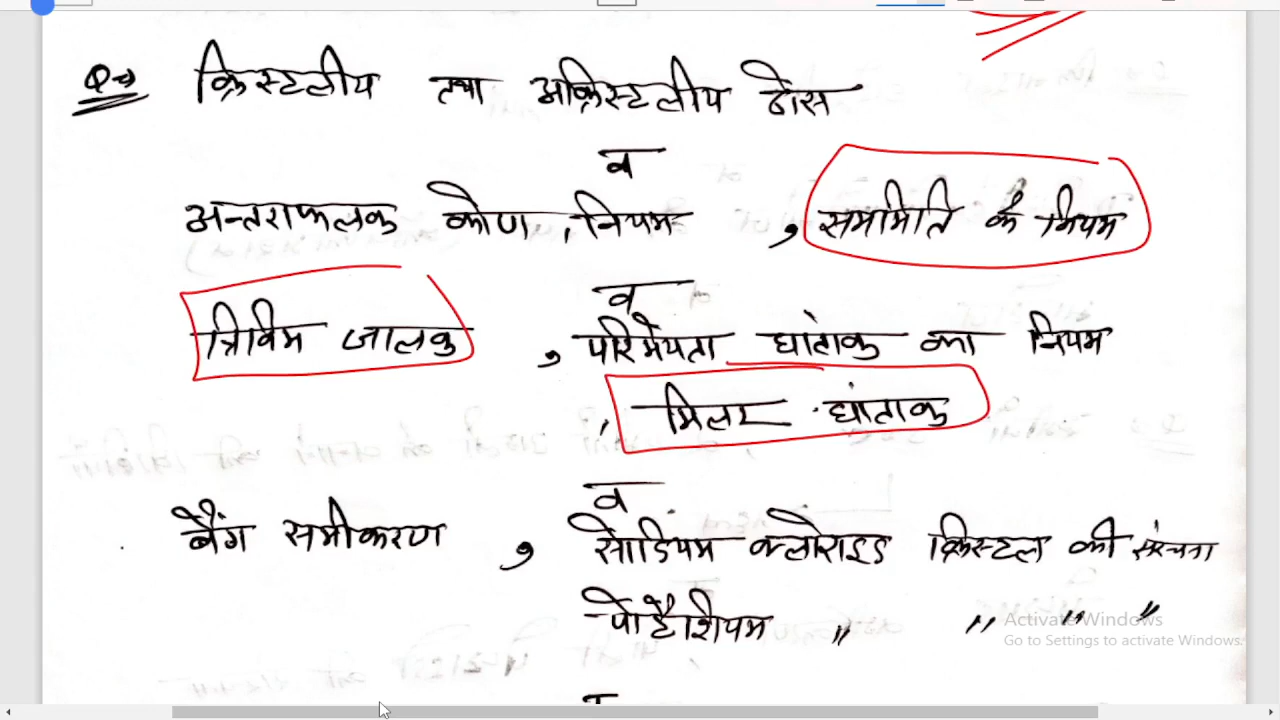 Q→ क्रिस्टलीय तथा अक्रिस्टलीय ठोस
व
अन्तराफलक कोण, नियम , सममिति के नियम
व
त्रिविम जालक , परिमेयता घातांक का नियम
, मिलर घातांक
व
ब्रैग समीकरण , सोडियम क्लोराइड क्रिस्टल की संरचना
पोटैशियम " " " "
Activate Windows
Go to Settings to activate Windows.